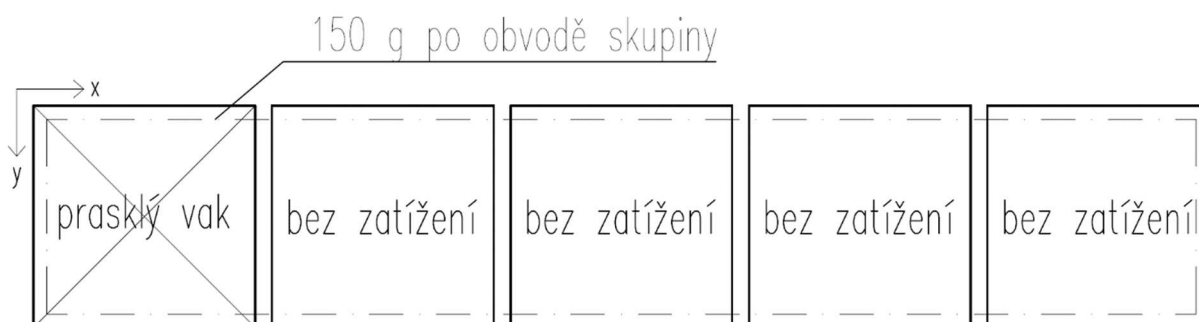 150 g po obvodě skupiny
x
y
prasklý vak bez zatížení bez zatížení bez zatížení bez zatížení